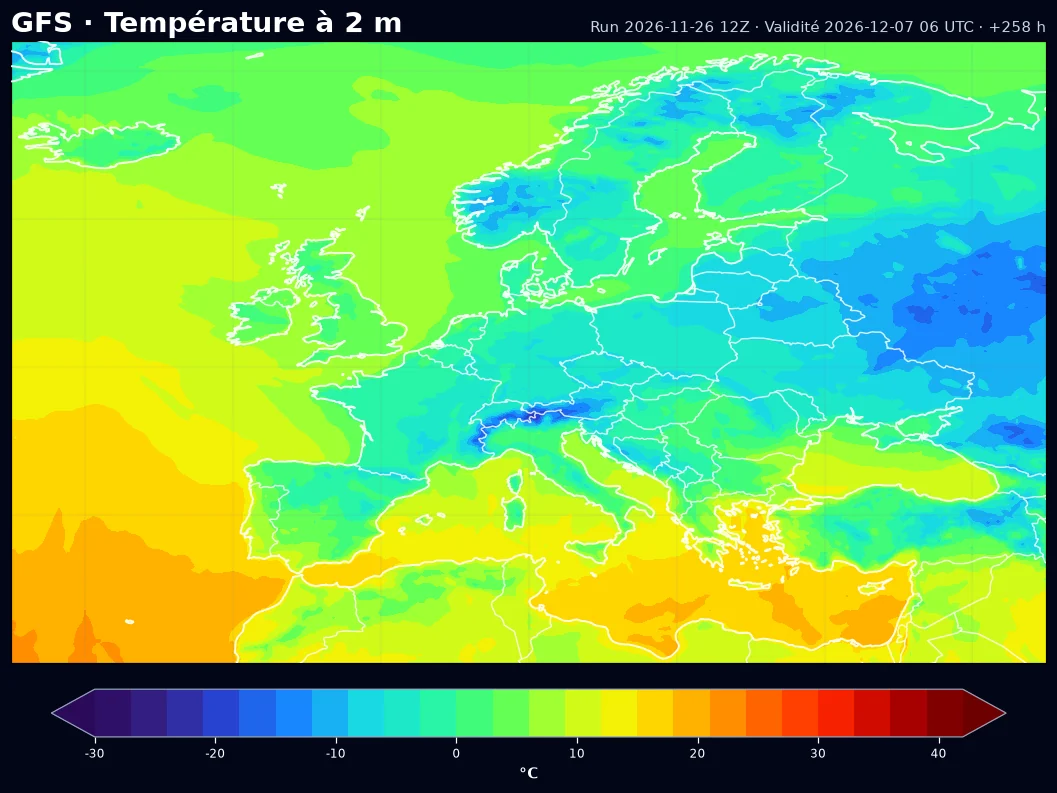 GFS · Température à 2 m
Run 2026-11-26 12Z · Validité 2026-12-07 06 UTC · +258 h
-30 -20 -10 0 10 20 30 40
°C